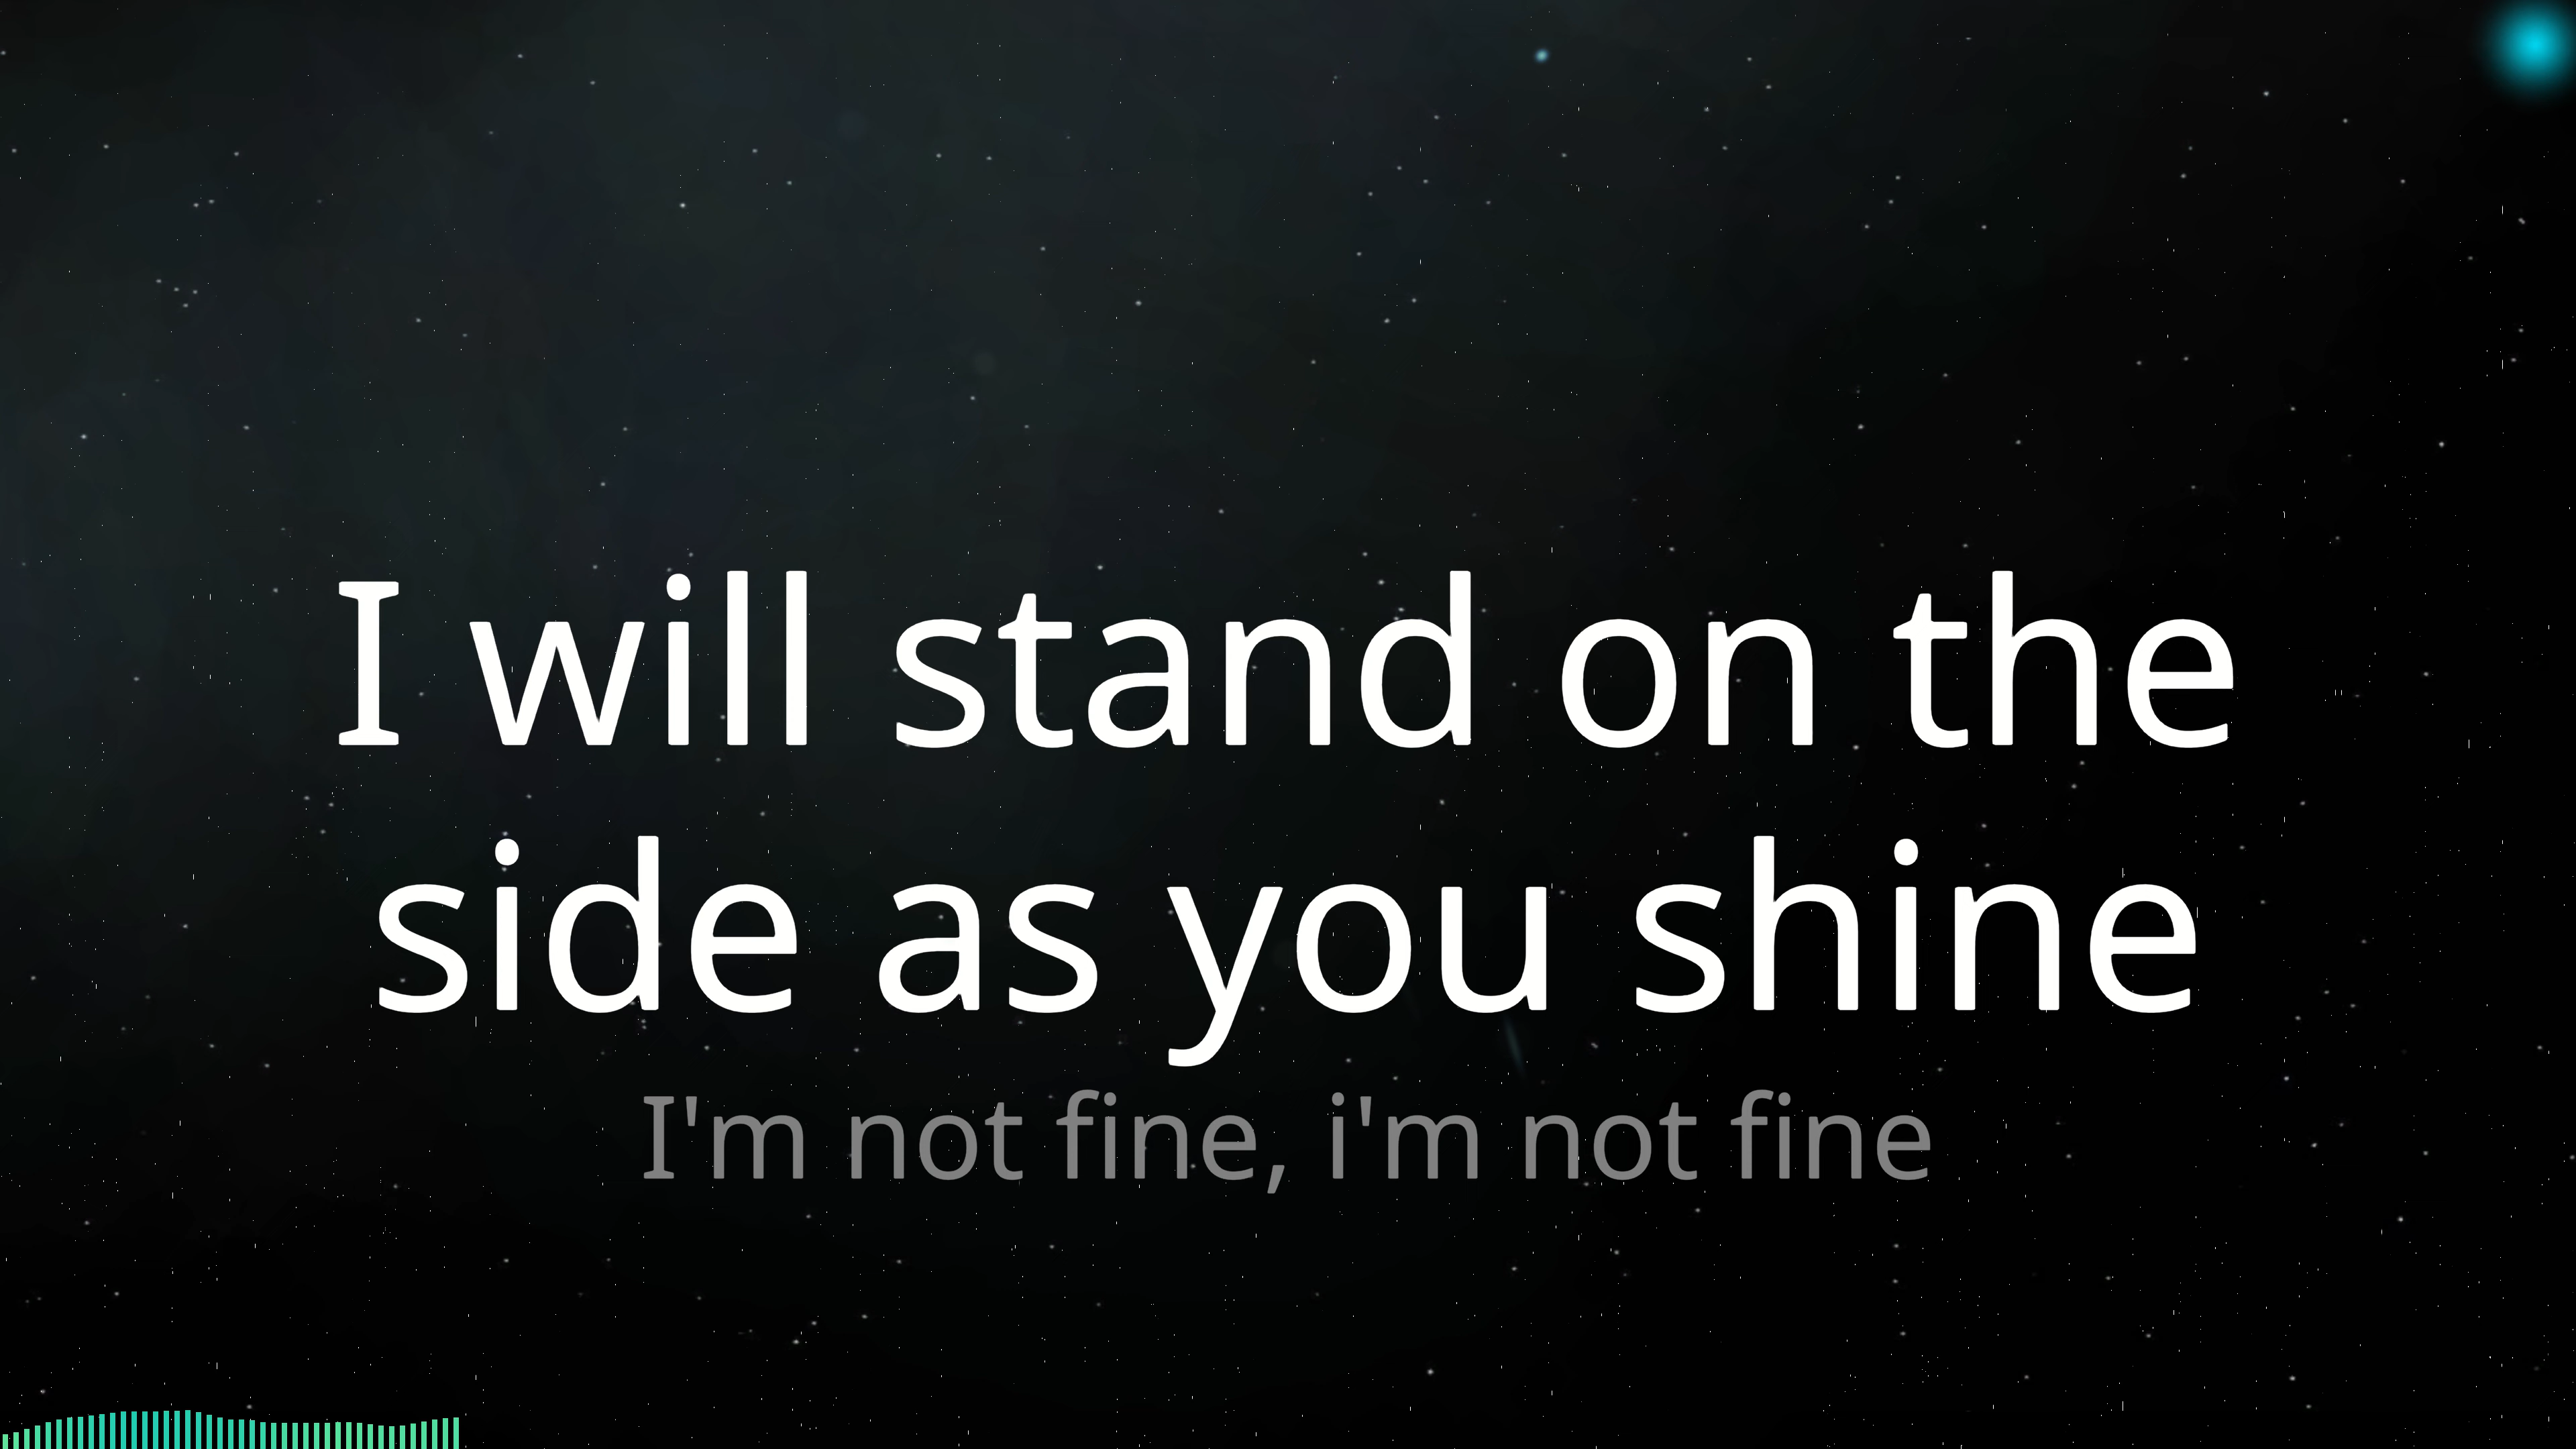 I will stand on the
side as you shine
I'm not fine, i'm not fine